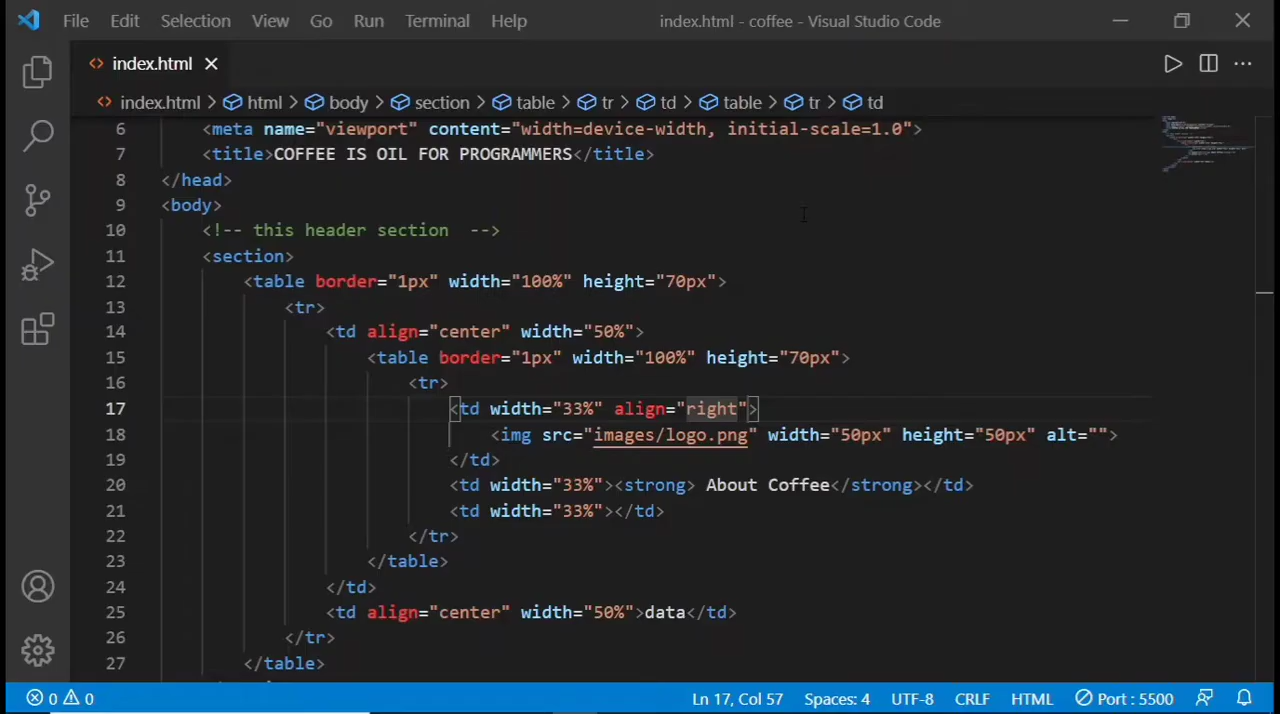 File Edit Selection View Go Run Terminal Help index.html - coffee - Visual Studio Code
index.html
index.html > html > body > section > table > tr > td > table > tr > td
6 <meta name="viewport" content="width=device-width, initial-scale=1.0">
7 <title>COFFEE IS OIL FOR PROGRAMMERS</title>
8 </head>
9 <body>
10 <!-- this header section  -->
11 <section>
12 <table border="1px" width="100%" height="70px">
13 <tr>
14 <td align="center" width="50%">
15 <table border="1px" width="100%" height="70px">
16 <tr>
17 <td width="33%" align="right">
18 <img src="images/logo.png" width="50px" height="50px" alt="">
19 </td>
20 <td width="33%"><strong> About Coffee</strong></td>
21 <td width="33%"></td>
22 </tr>
23 </table>
24 </td>
25 <td align="center" width="50%">data</td>
26 </tr>
27 </table>
0 0 Ln 17, Col 57 Spaces: 4 UTF-8 CRLF HTML Port : 5500